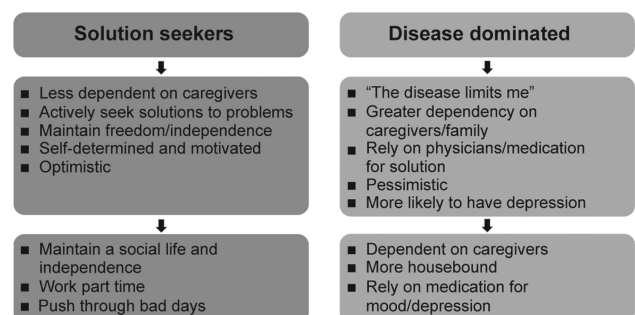 Solution seekers
■ Less dependent on caregivers
■ Actively seek solutions to problems
■ Maintain freedom/independence
■ Self-determined and motivated
■ Optimistic
■ Maintain a social life and
independence
■ Work part time
■ Push through bad days
Disease dominated
■ “The disease limits me”
■ Greater dependency on
caregivers/family
■ Rely on physicians/medication
for solution
■ Pessimistic
■ More likely to have depression
■ Dependent on caregivers
■ More housebound
■ Rely on medication for
mood/depression